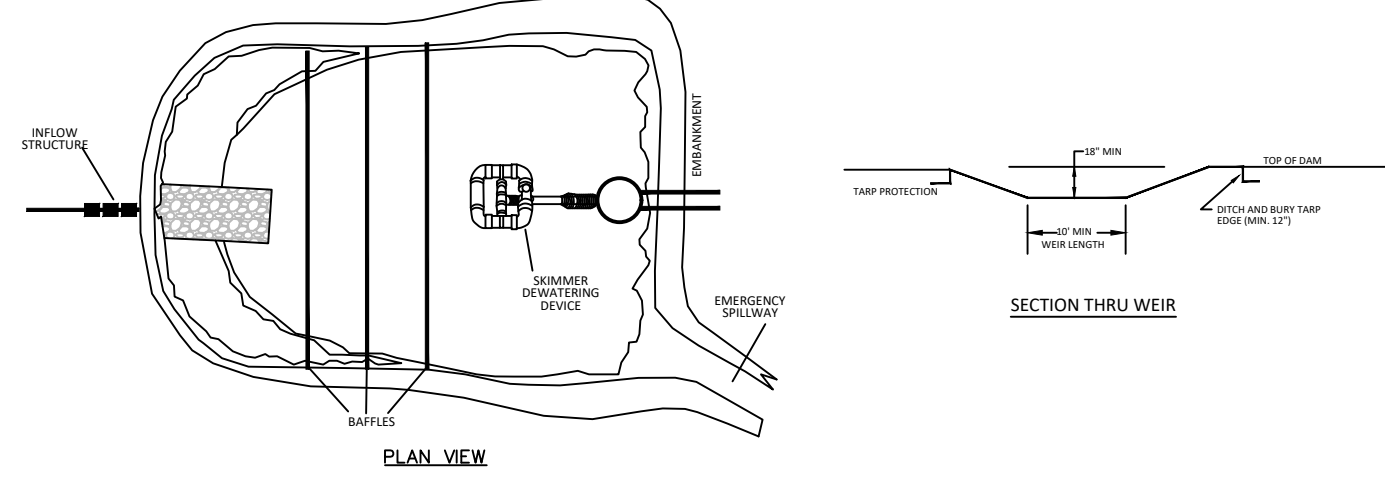 INFLOW
STRUCTURE
EMBANKMENT
SKIMMER
DEWATERING
DEVICE
EMERGENCY
SPILLWAY
BAFFLES
PLAN VIEW
18" MIN
TOP OF DAM
TARP PROTECTION
DITCH AND BURY TARP
EDGE (MIN. 12")
10' MIN
WEIR LENGTH
SECTION THRU WEIR